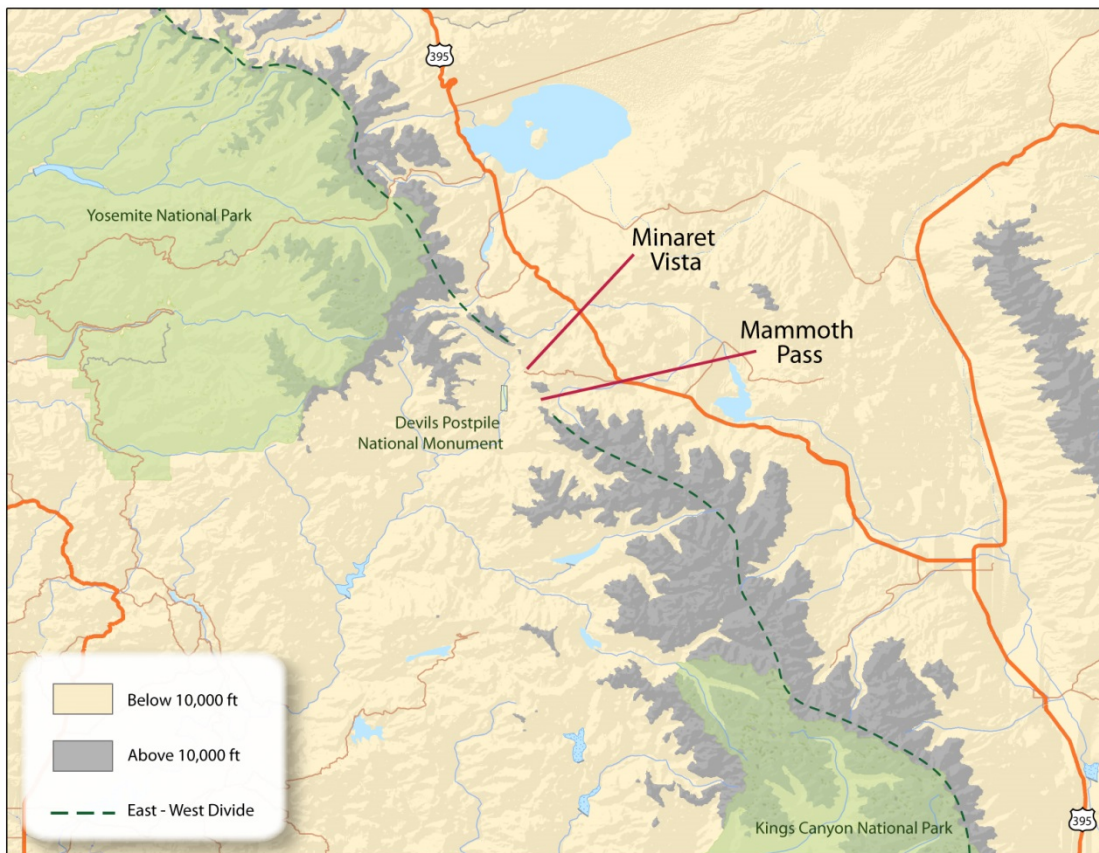 395
Yosemite National Park
Minaret
Vista
Mammoth
Pass
Devils Postpile
National Monument
Below 10,000 ft
Above 10,000 ft
East - West Divide
Kings Canyon National Park
395